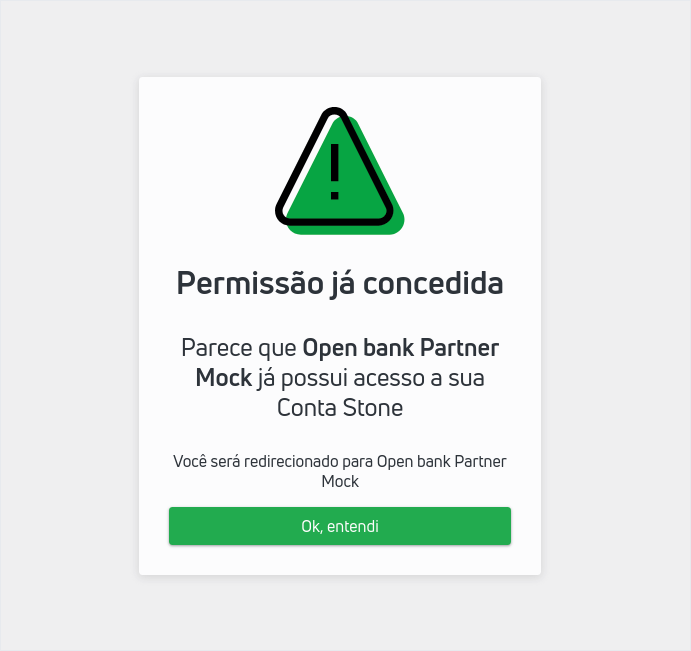 Permissão já concedida
Parece que Open bank Partner
Mock já possui acesso a sua
Conta Stone
Você será redirecionado para Open bank Partner
Mock
Ok, entendi